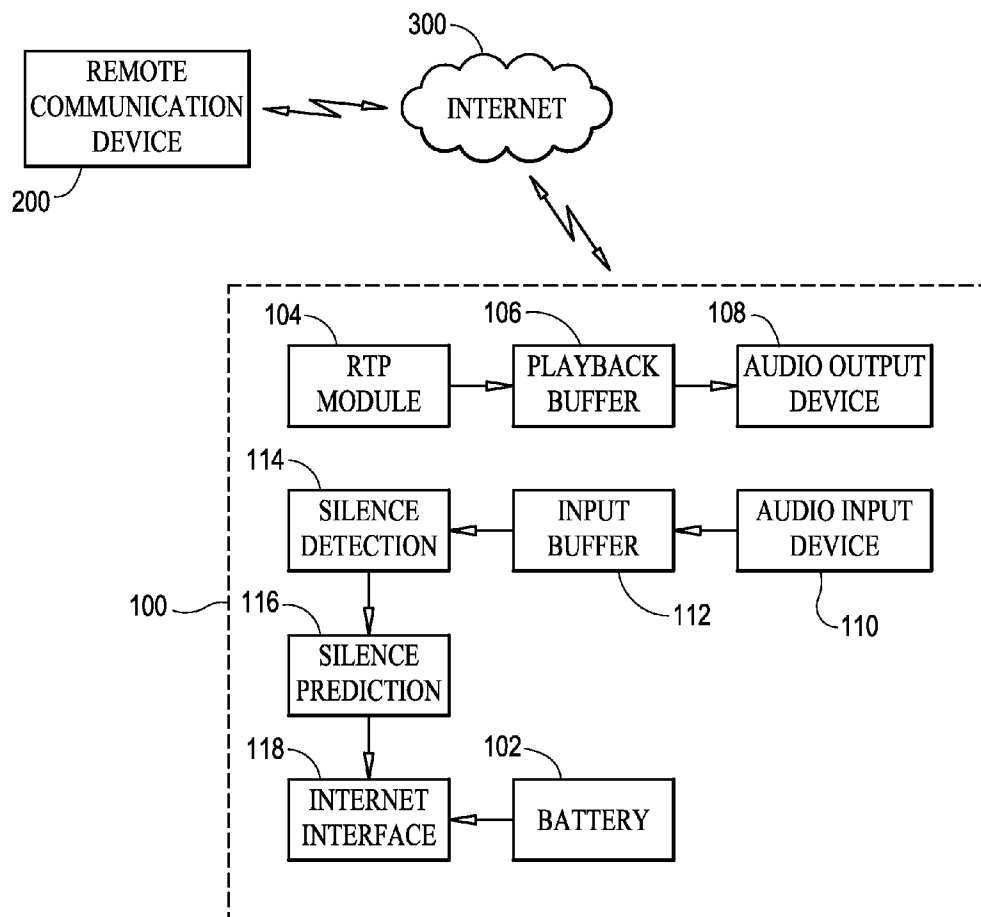 300
REMOTE
COMMUNICATION
DEVICE
INTERNET
200
104
106
108
RTP
MODULE
PLAYBACK
BUFFER
AUDIO OUTPUT
DEVICE
114
SILENCE
DETECTION
INPUT
BUFFER
AUDIO INPUT
DEVICE
100
116
112
110
SILENCE
PREDICTION
118
102
INTERNET
INTERFACE
BATTERY